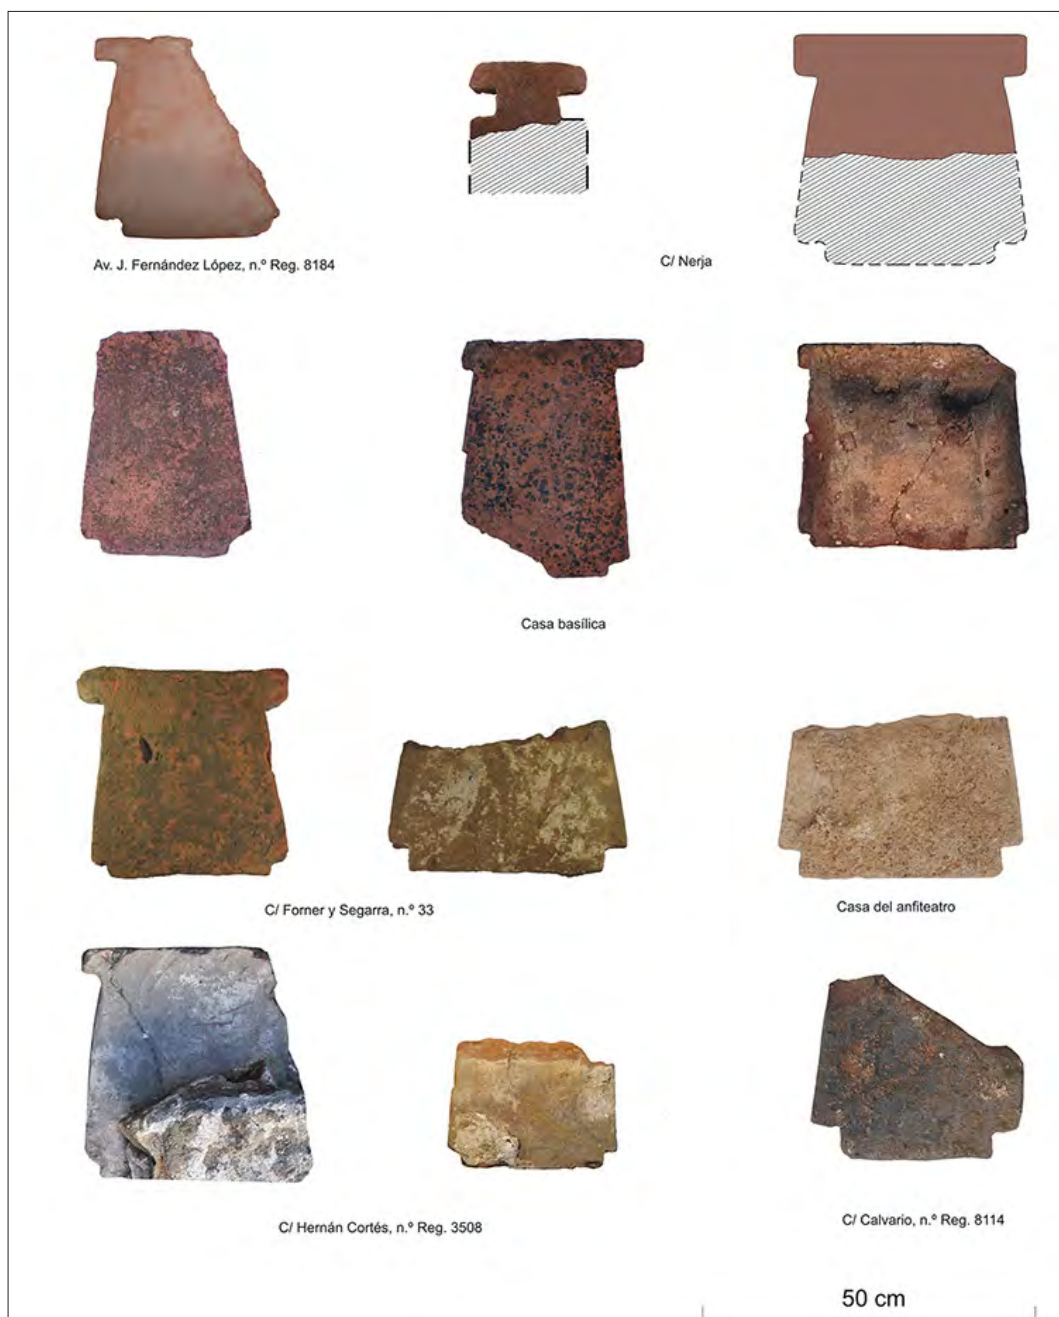 Av. J. Fernández López, n.º Reg. 8184
C/ Nerja
Casa basílica
C/ Forner y Segarra, n.º 33
Casa del anfiteatro
C/ Hernán Cortés, n.º Reg. 3508
C/ Calvario, n.º Reg. 8114
50 cm